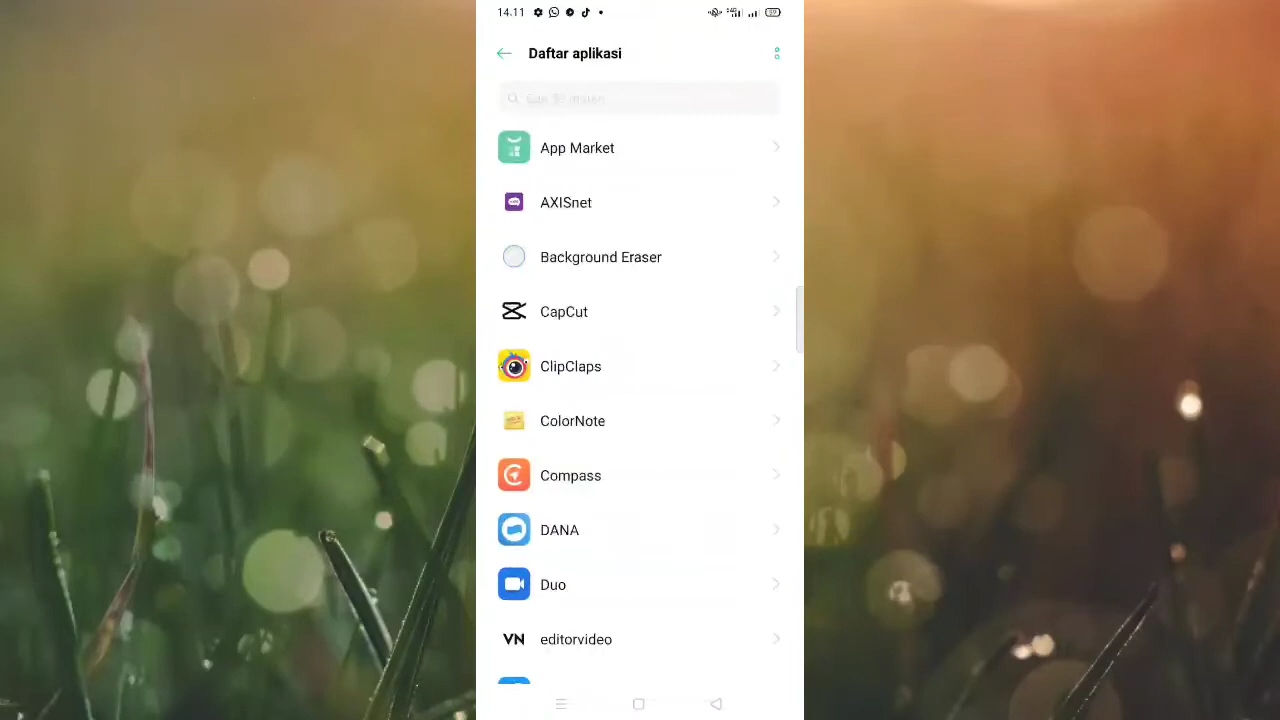 14.11
Daftar aplikasi
App Market
AXISnet
Background Eraser
CapCut
ClipClaps
ColorNote
Compass
DANA
Duo
VN editorvideo